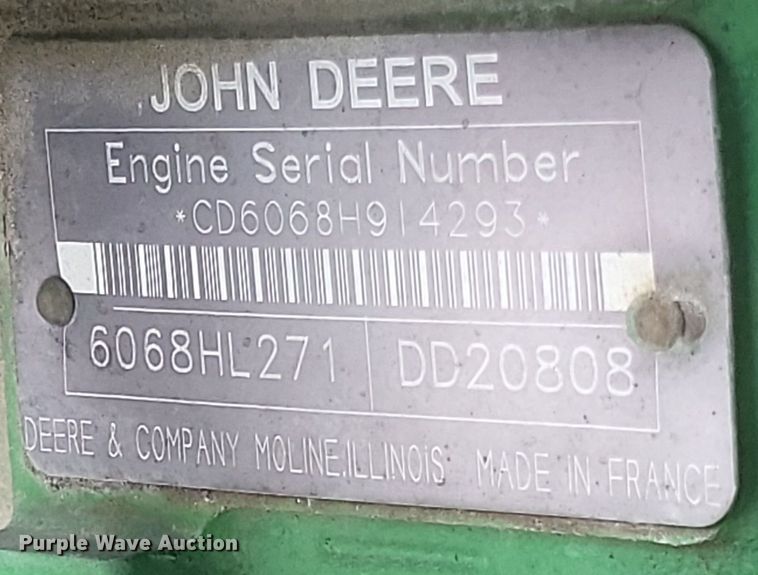 JOHN DEERE
Engine Serial Number
*CD6068H914293*
6068HL271 DD20808
DEERE & COMPANY MOLINE.ILLINOIS MADE IN FRANCE
Purple Wave Auction